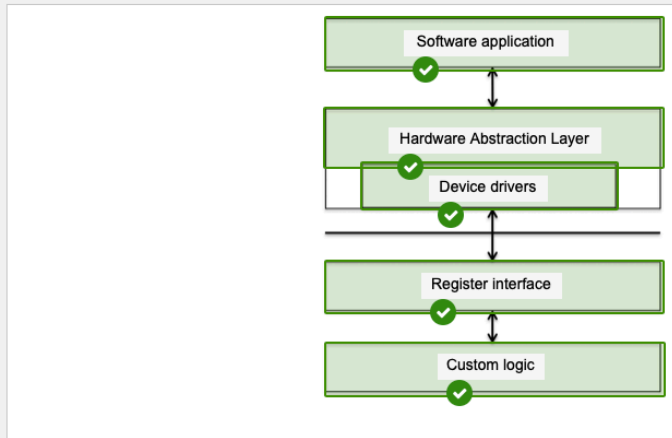 Software application
Hardware Abstraction Layer
Device drivers
Register interface
Custom logic